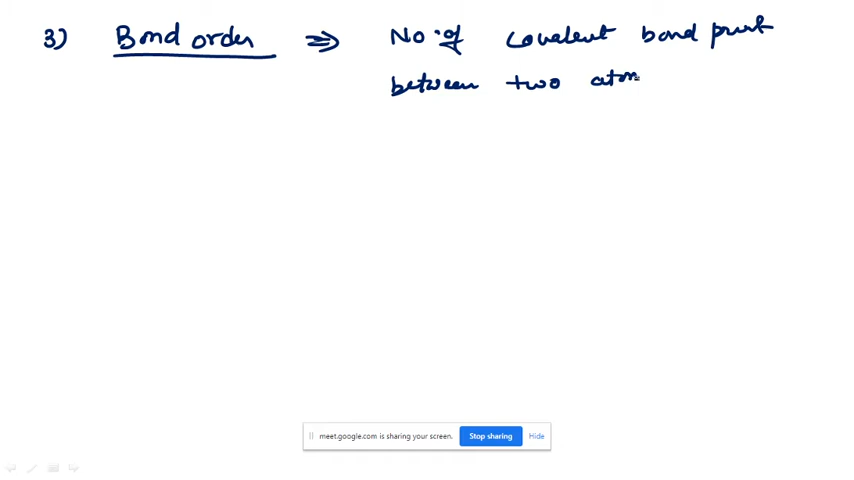 3) Bond order ⇒ No. of covalent bond
between two atom
meet.google.com is sharing your screen. Stop sharing Hide